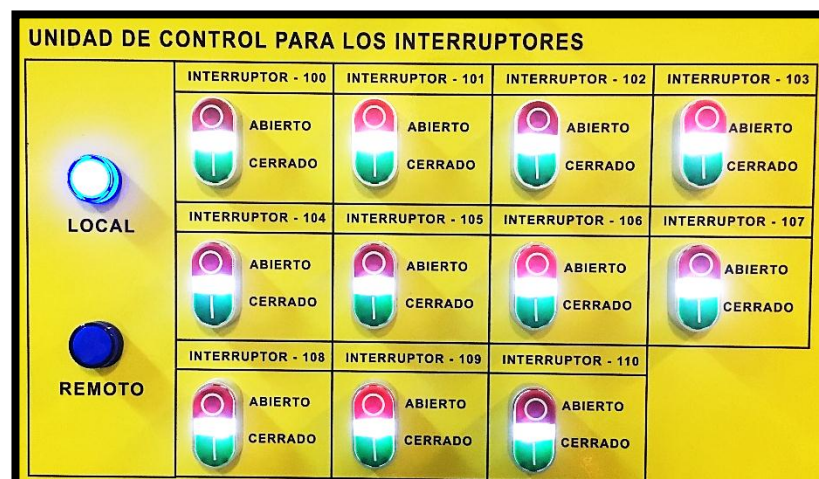 UNIDAD DE CONTROL PARA LOS INTERRUPTORES
INTERRUPTOR - 100
INTERRUPTOR - 101
INTERRUPTOR - 102
INTERRUPTOR - 103
ABIERTO
CERRADO
ABIERTO
CERRADO
ABIERTO
CERRADO
ABIERTO
CERRADO
LOCAL
INTERRUPTOR - 104
INTERRUPTOR - 105
INTERRUPTOR - 106
INTERRUPTOR - 107
ABIERTO
CERRADO
ABIERTO
CERRADO
ABIERTO
CERRADO
ABIERTO
CERRADO
REMOTO
INTERRUPTOR - 108
INTERRUPTOR - 109
INTERRUPTOR - 110
ABIERTO
CERRADO
ABIERTO
CERRADO
ABIERTO
CERRADO